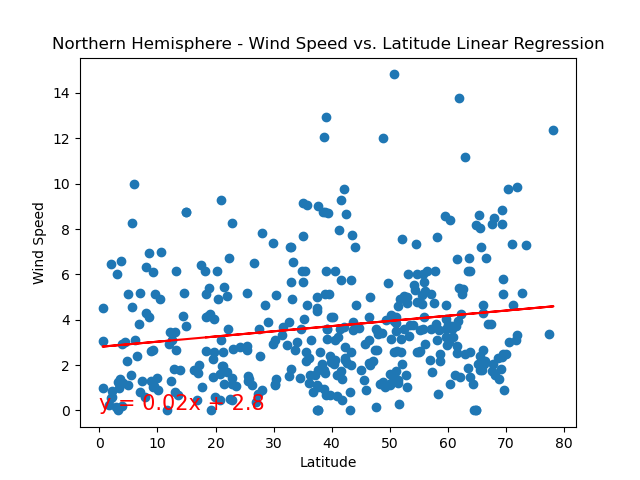 Northern Hemisphere - Wind Speed vs. Latitude Linear Regression
Wind Speed
14
12
10
8
6
4
2
0
y = 0.02x + 2.8
0 10 20 30 40 50 60 70 80
Latitude